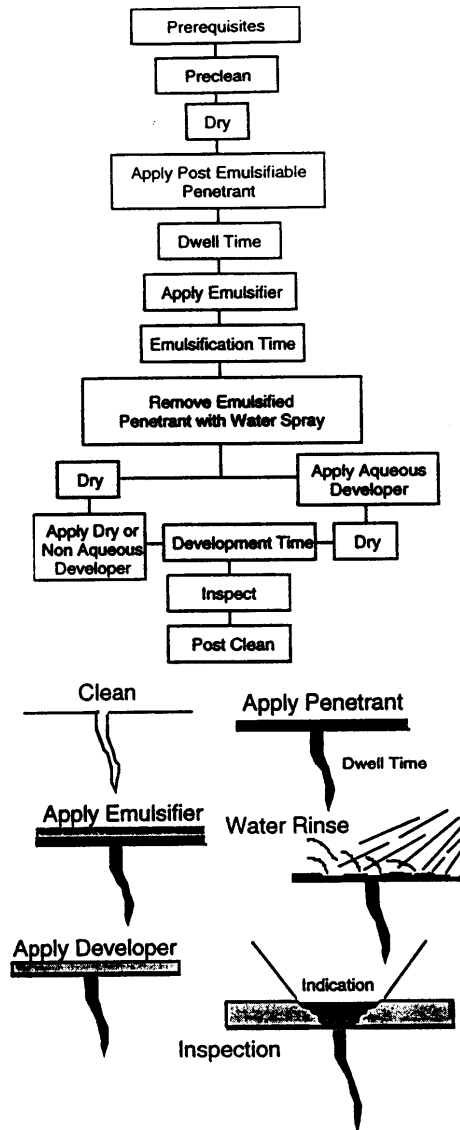 Prerequisites
Preclean
Dry
Apply Post Emulsifiable
Penetrant
Dwell Time
Apply Emulsifier
Emulsification Time
Remove Emulsified
Penetrant with Water Spray
Dry
Apply Aqueous
Developer
Apply Dry or
Non Aqueous
Developer
Development Time
Dry
Inspect
Post Clean
Clean
Apply Penetrant
Dwell Time
Apply Emulsifier
Water Rinse
Apply Developer
Indication
Inspection